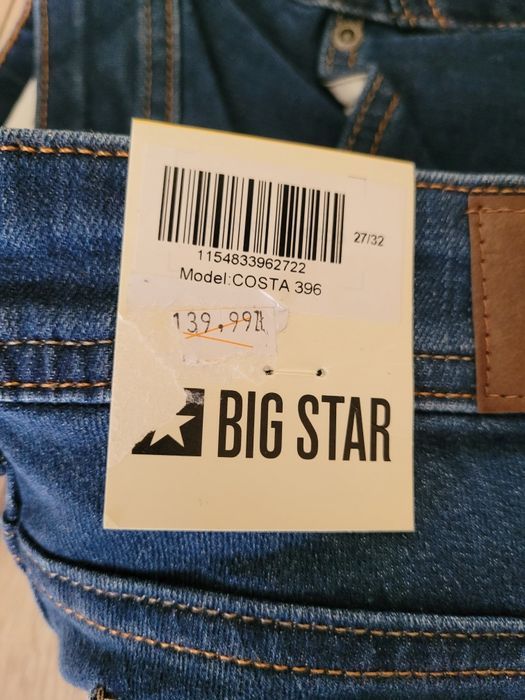 27/32
1154833962722
Model:COSTA 396
139,99zł
BIG STAR